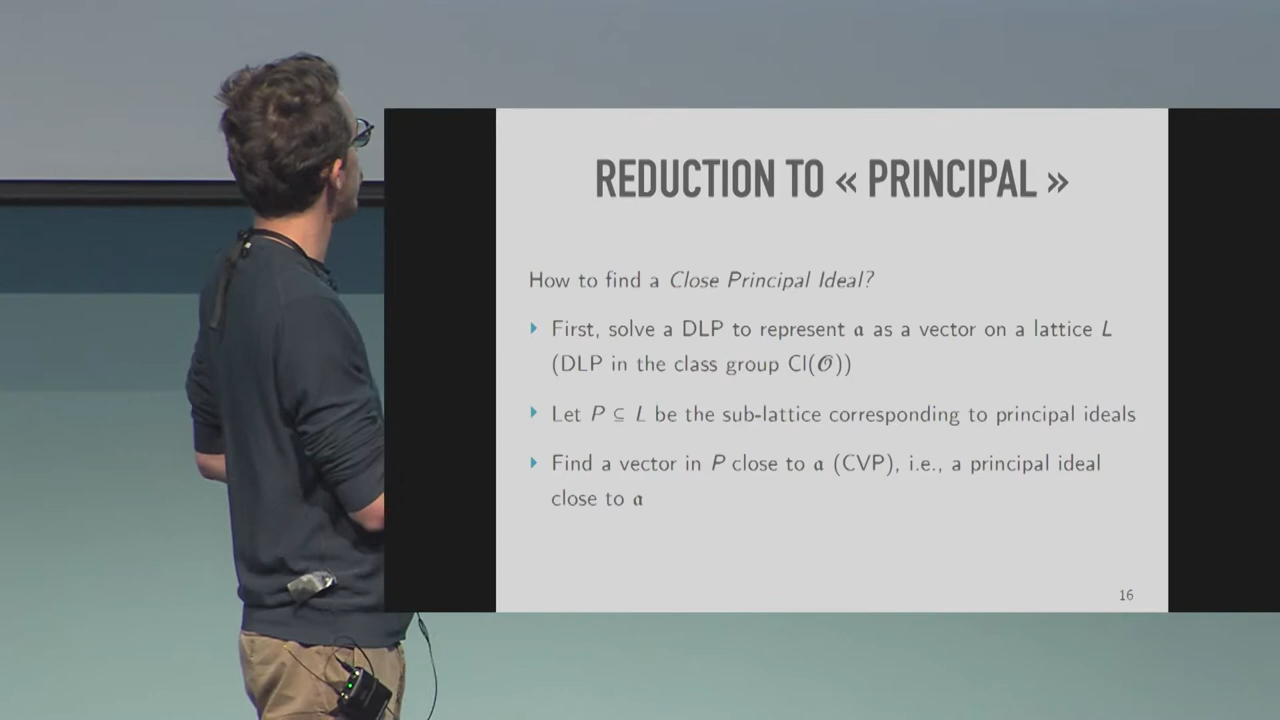 REDUCTION TO « PRINCIPAL »
How to find a Close Principal Ideal?
First, solve a DLP to represent 𝔞 as a vector on a lattice L
(DLP in the class group Cl(𝒪))
Let P ⊆ L be the sub-lattice corresponding to principal ideals
Find a vector in P close to 𝔞 (CVP), i.e., a principal ideal
close to 𝔞
16